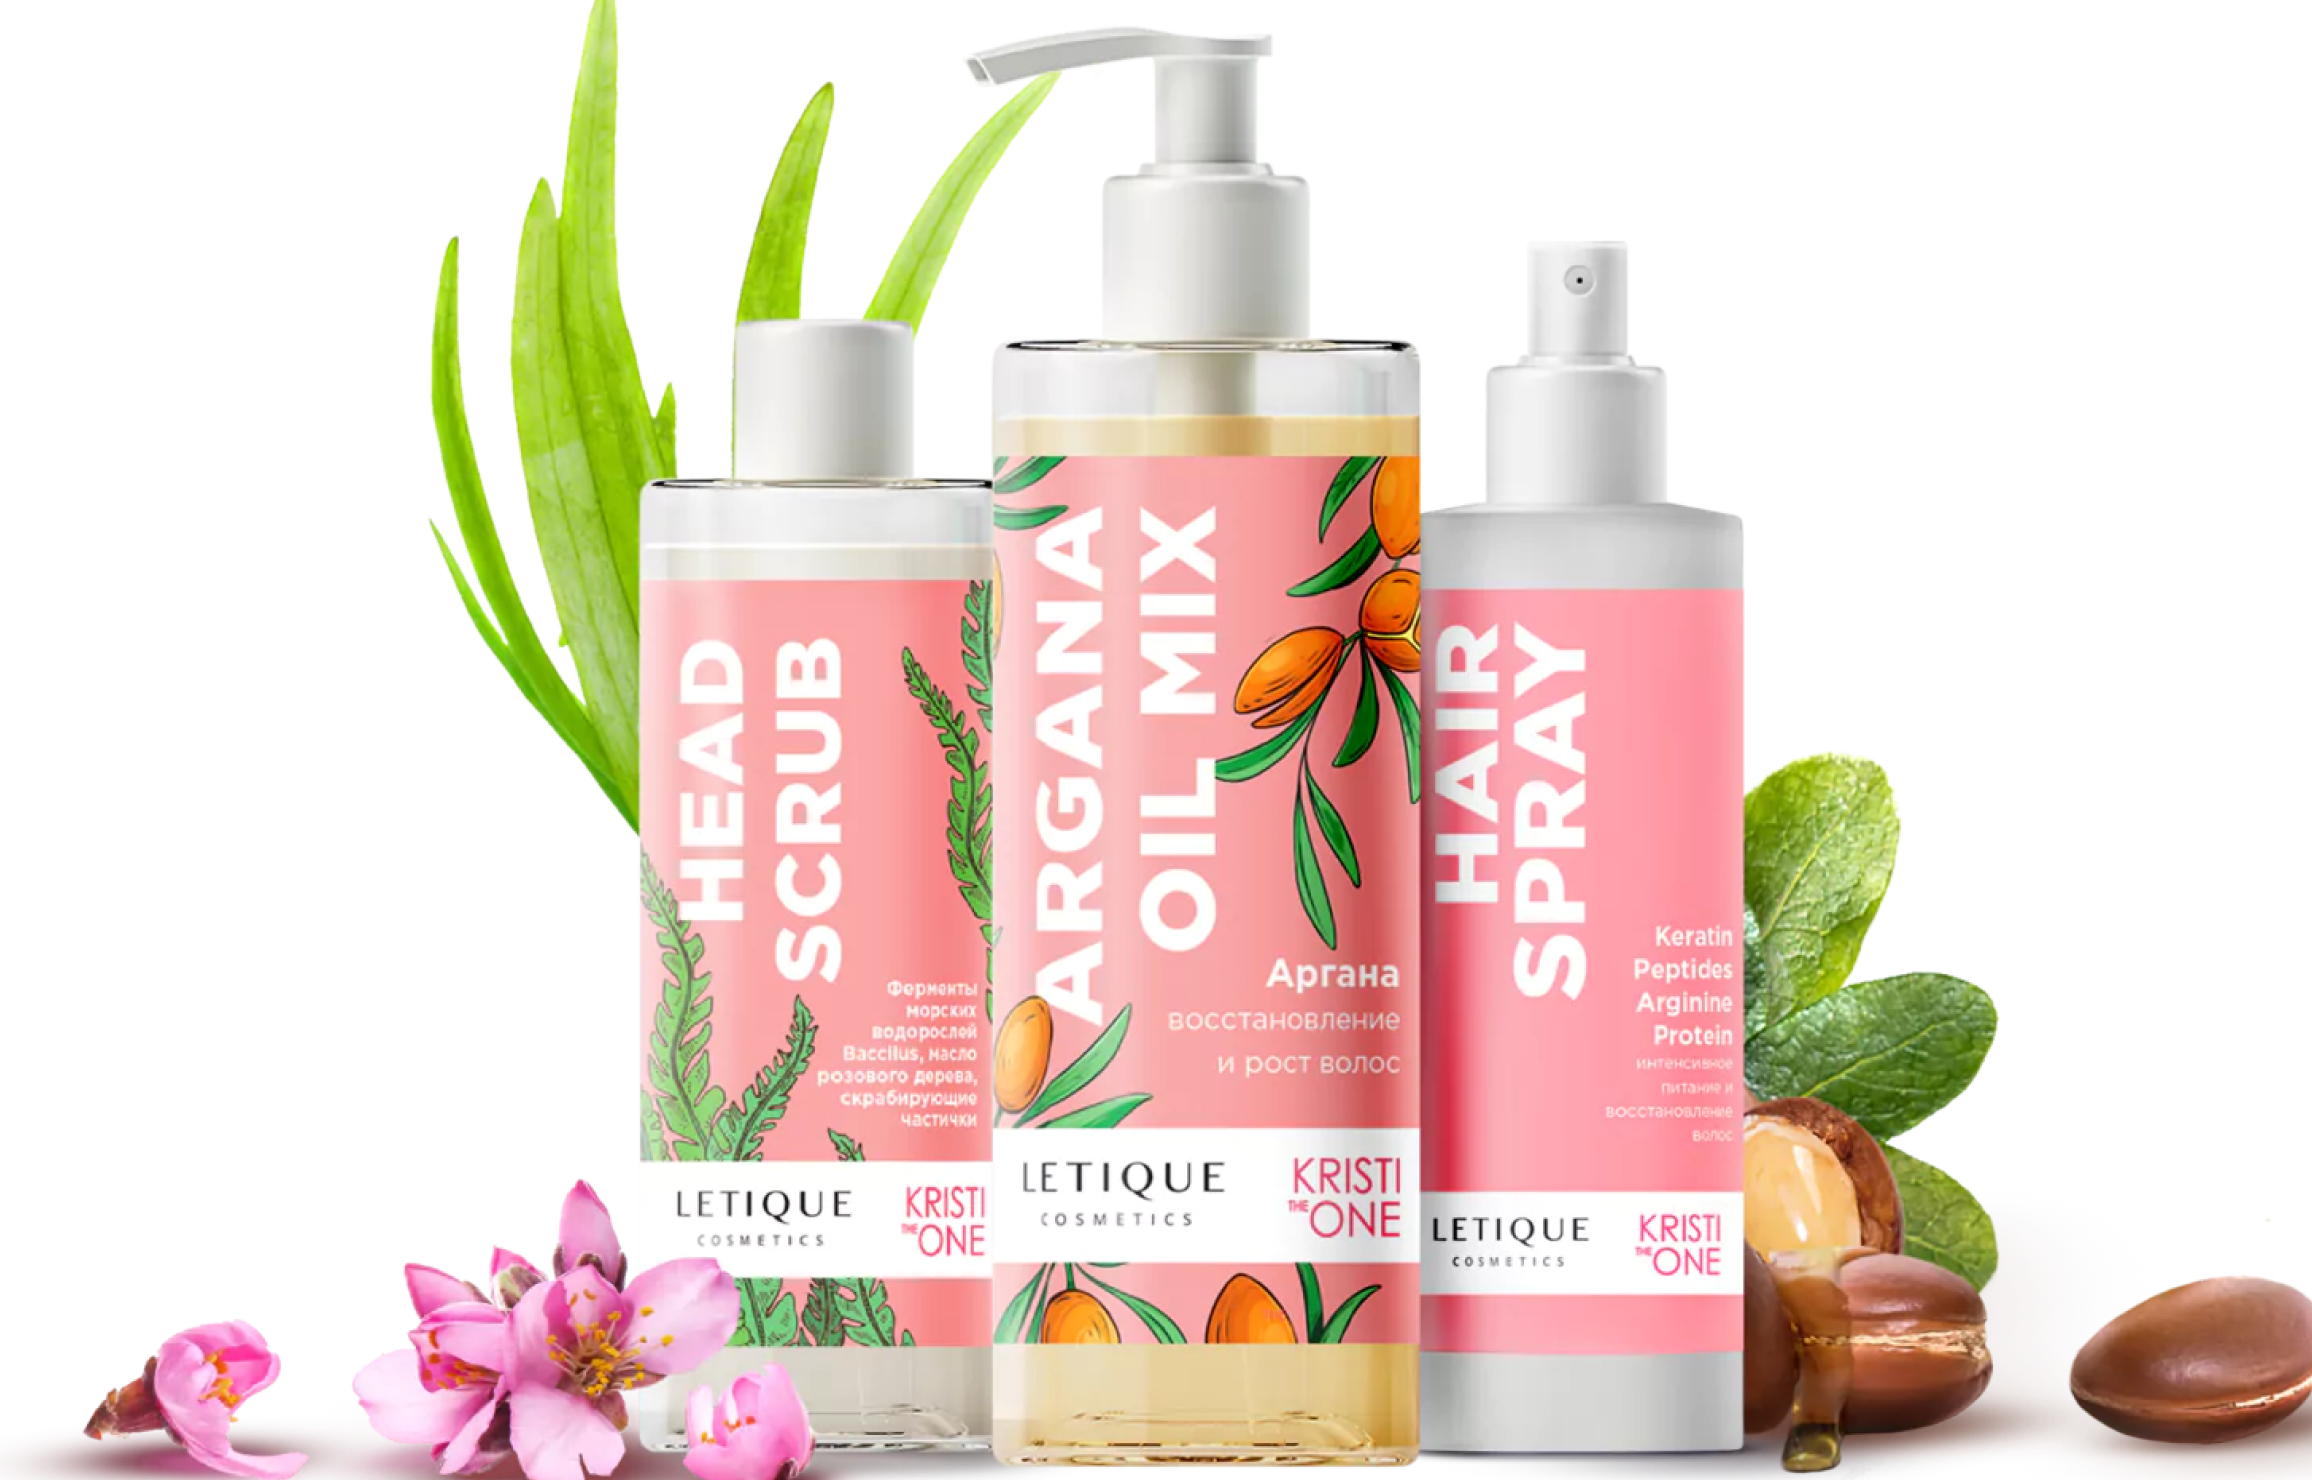 HEAD
SCRUB
Ферменты
морских
водорослей
Baccilus, масло
розового дерева,
скрабирующие
частички
LETIQUE
COSMETICS
KRISTI
THE ONE
ARGANA
OIL MIX
Аргана
восстановление
и рост волос
LETIQUE
COSMETICS
KRISTI
THE ONE
HAIR
SPRAY
Keratin
Peptides
Arginine
Protein
интенсивное
питание и
восстановление
волос
LETIQUE
COSMETICS
KRISTI
THE ONE